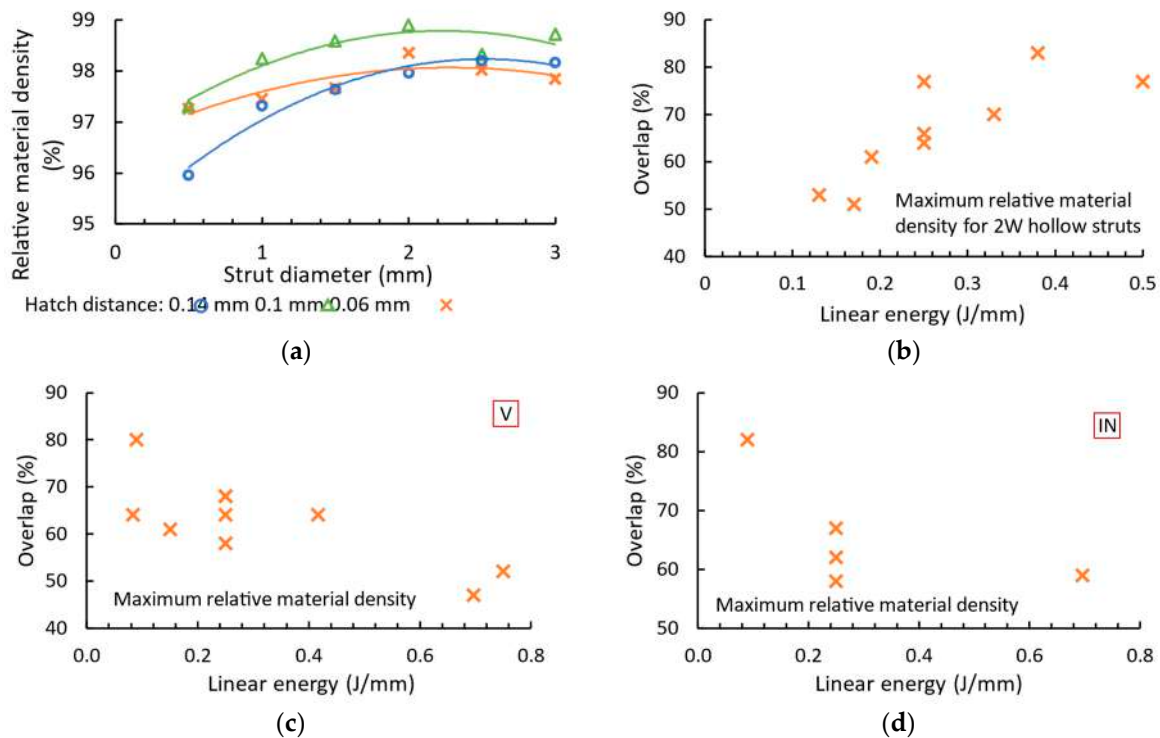 Relative material density
(%)
99
98
97
96
95
0
1
2
3
Strut diameter (mm)
Hatch distance: 0.14 mm 0.1 mm 0.06 mm
(a)
Overlap (%)
90
80
70
60
50
40
Maximum relative material
density for 2W hollow struts
0
0.1
0.2
0.3
0.4
0.5
Linear energy (J/mm)
(b)
Overlap (%)
90
80
70
60
50
40
V
Maximum relative material density
0.0
0.2
0.4
0.6
0.8
Linear energy (J/mm)
(c)
Overlap (%)
90
80
70
60
50
IN
Maximum relative material density
0.0
0.2
0.4
0.6
0.8
Linear energy (J/mm)
(d)